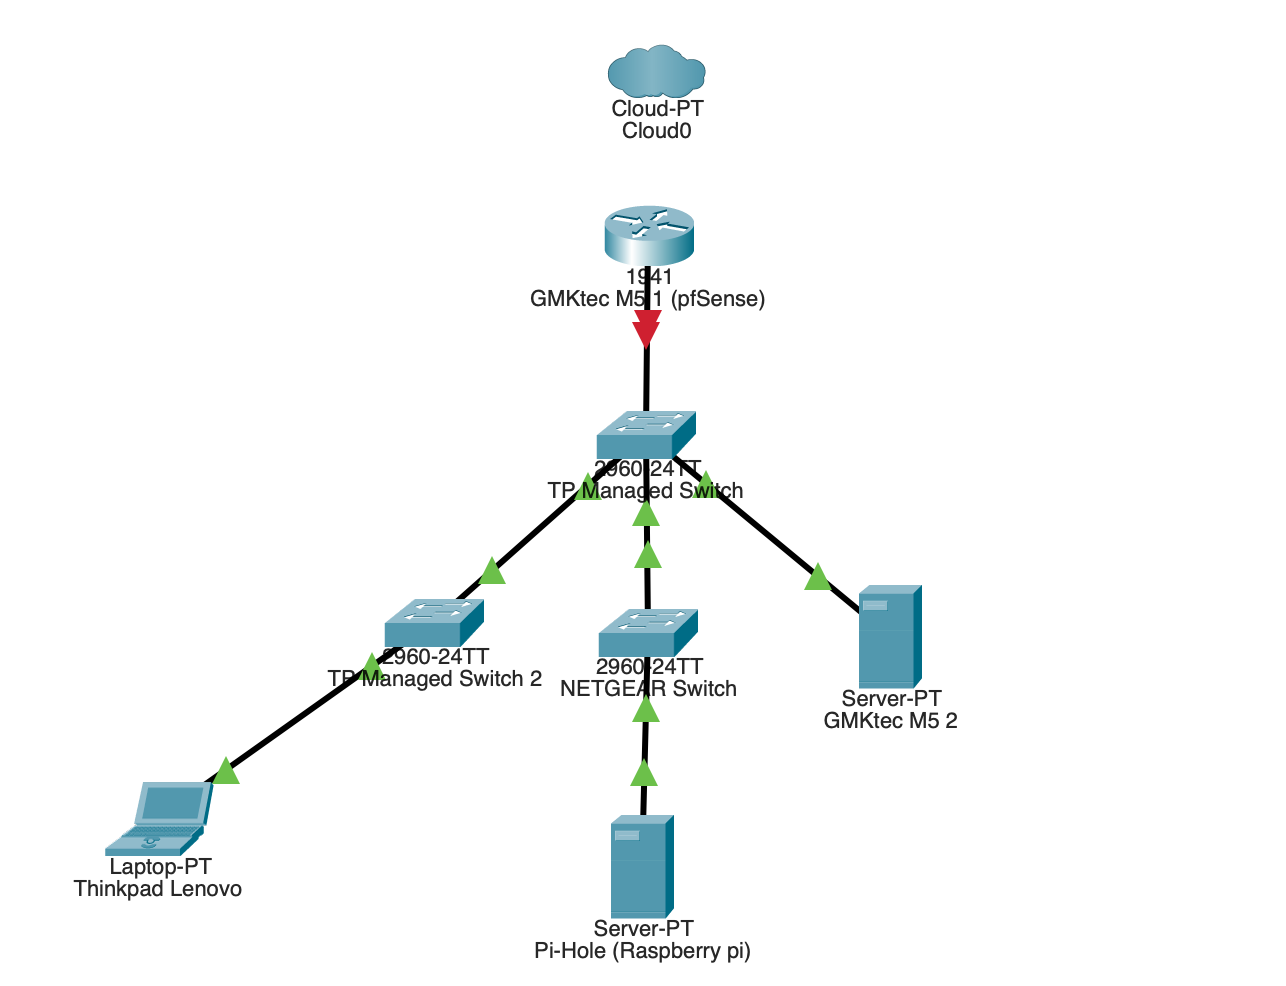 Cloud-PT
Cloud0
1941
GMKtec M5 1 (pfSense)
2960-24TT
TP Managed Switch
2960-24TT
TP Managed Switch 2
2960-24TT
NETGEAR Switch
Server-PT
GMKtec M5 2
Laptop-PT
Thinkpad Lenovo
Server-PT
Pi-Hole (Raspberry pi)